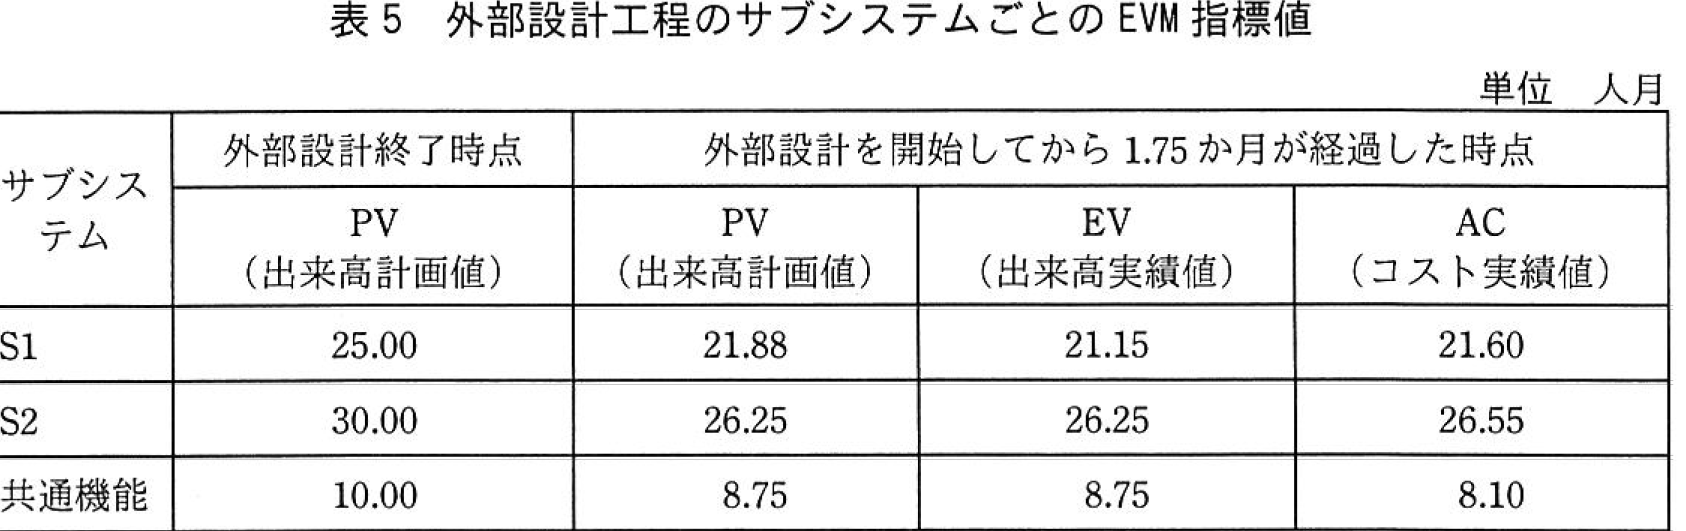 表5 外部設計工程のサブシステムごとの EVM 指標値
単位 人月
サブシステム 外部設計終了時点 外部設計を開始してから 1.75 か月が経過した時点
PV（出来高計画値） PV（出来高計画値） EV（出来高実績値） AC（コスト実績値）
S1 25.00 21.88 21.15 21.60
S2 30.00 26.25 26.25 26.55
共通機能 10.00 8.75 8.75 8.10